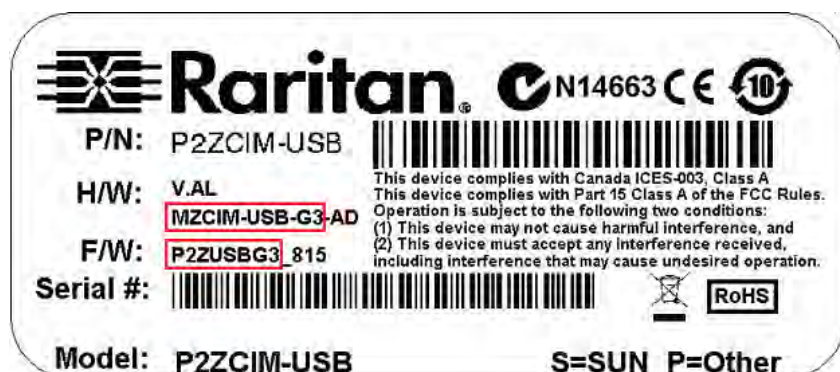 Raritan® N14663 CE 10
P/N: P2ZCIM-USB
This device complies with Canada ICES-003, Class A
H/W: V.AL
This device complies with Part 15 Class A of the FCC Rules.
MZCIM-USB-G3-AD
Operation is subject to the following two conditions:
(1) This device may not cause harmful interference, and
F/W: P2ZUSBG3_815
(2) This device must accept any interference received,
including interference that may cause undesired operation.
Serial #:
RoHS
Model: P2ZCIM-USB S=SUN P=Other